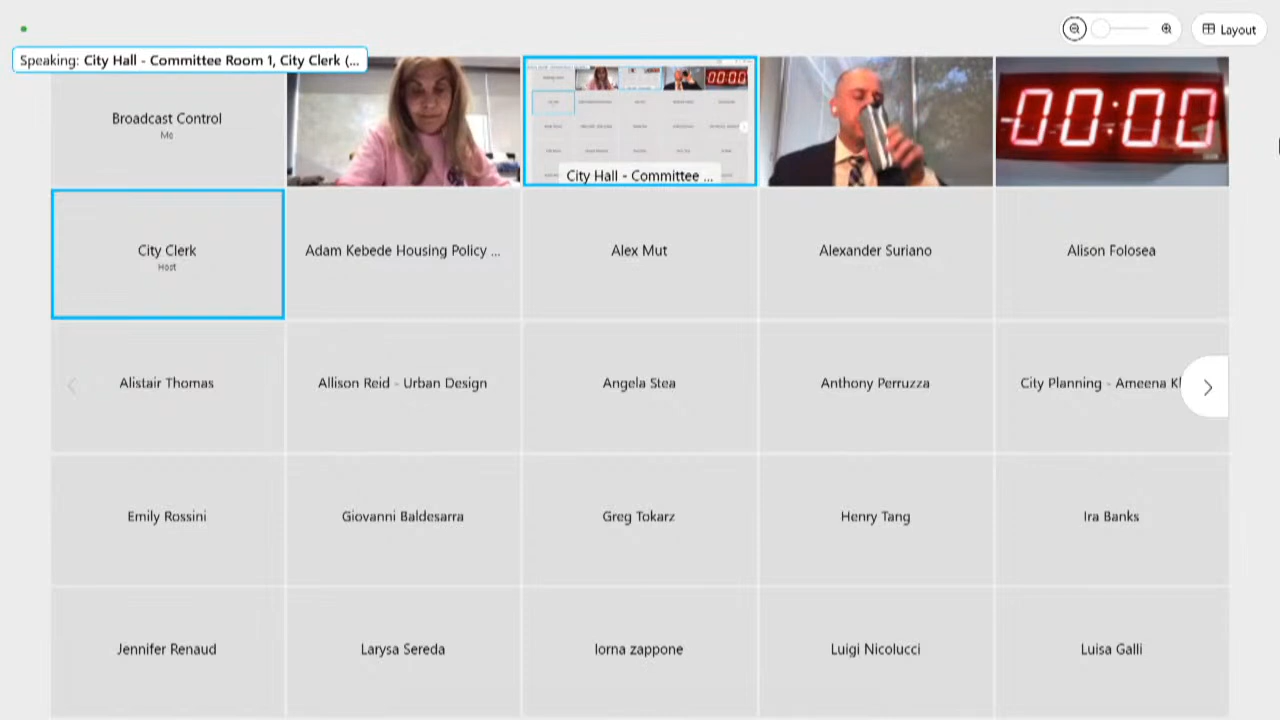 Layout
Speaking: City Hall - Committee Room 1, City Clerk (...
Broadcast Control
Me
00:00
City Hall - Committee ...
00:00
City Clerk
Host
Adam Kebede Housing Policy ...
Alex Mut
Alexander Suriano
Alison Folosea
Alistair Thomas
Allison Reid - Urban Design
Angela Stea
Anthony Perruzza
City Planning - Ameena Kh
Emily Rossini
Giovanni Baldesarra
Greg Tokarz
Henry Tang
Ira Banks
Jennifer Renaud
Larysa Sereda
lorna zappone
Luigi Nicolucci
Luisa Galli